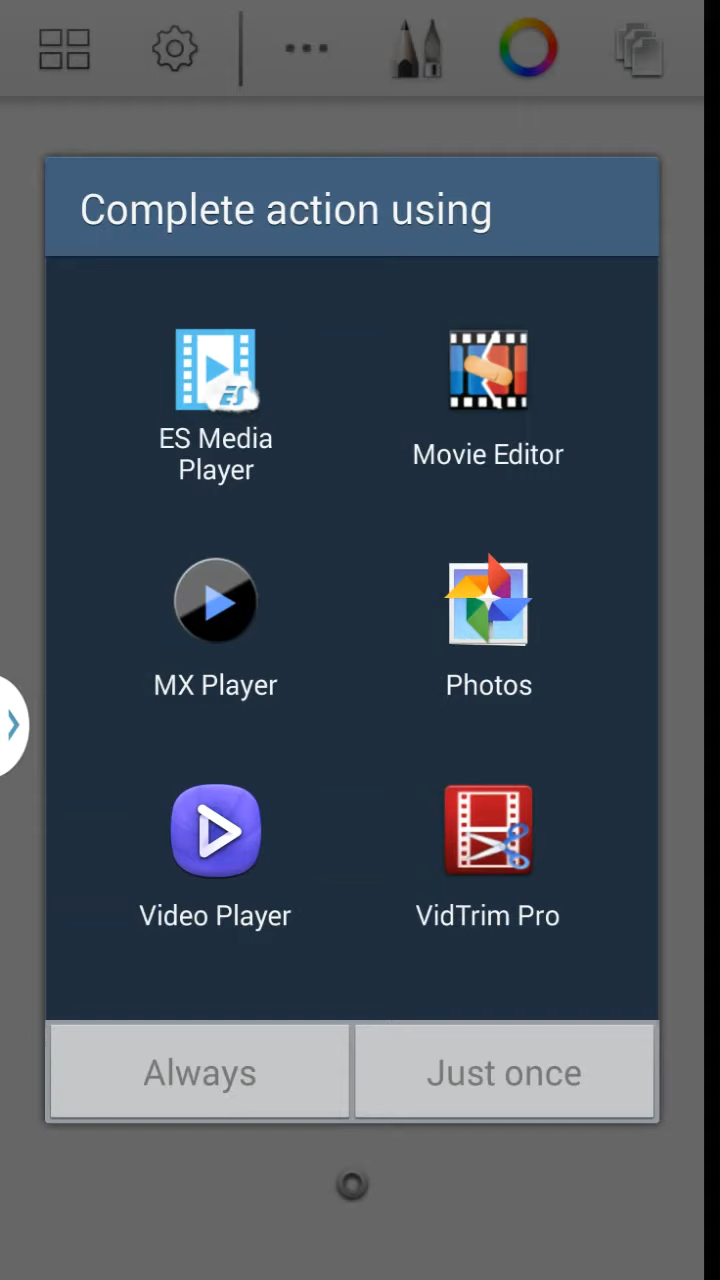 Complete action using
ES Media
Player
Movie Editor
MX Player
Photos
Video Player
VidTrim Pro
Always
Just once